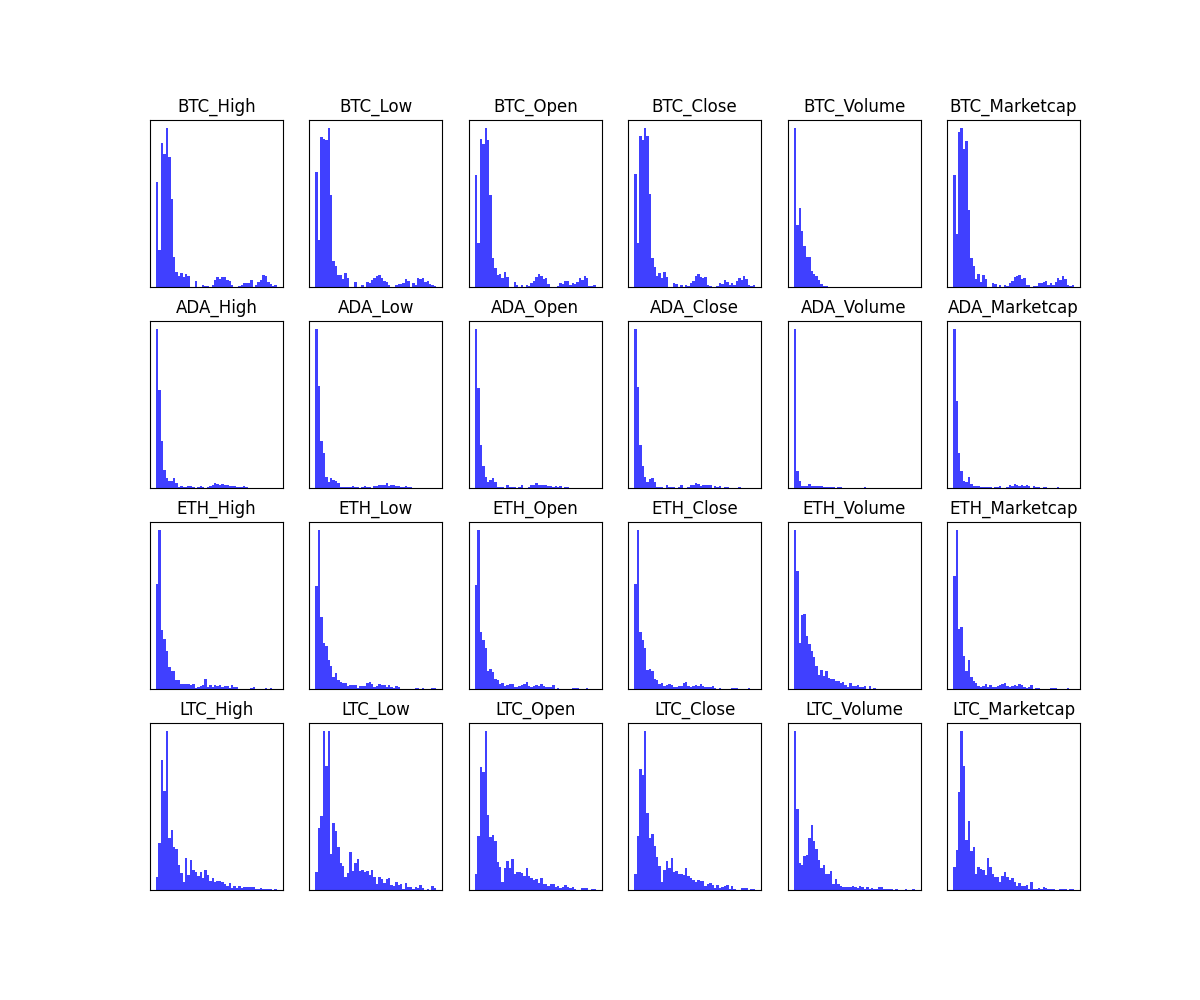 BTC_High BTC_Low BTC_Open BTC_Close BTC_Volume BTC_Marketcap
ADA_High ADA_Low ADA_Open ADA_Close ADA_Volume ADA_Marketcap
ETH_High ETH_Low ETH_Open ETH_Close ETH_Volume ETH_Marketcap
LTC_High LTC_Low LTC_Open LTC_Close LTC_Volume LTC_Marketcap